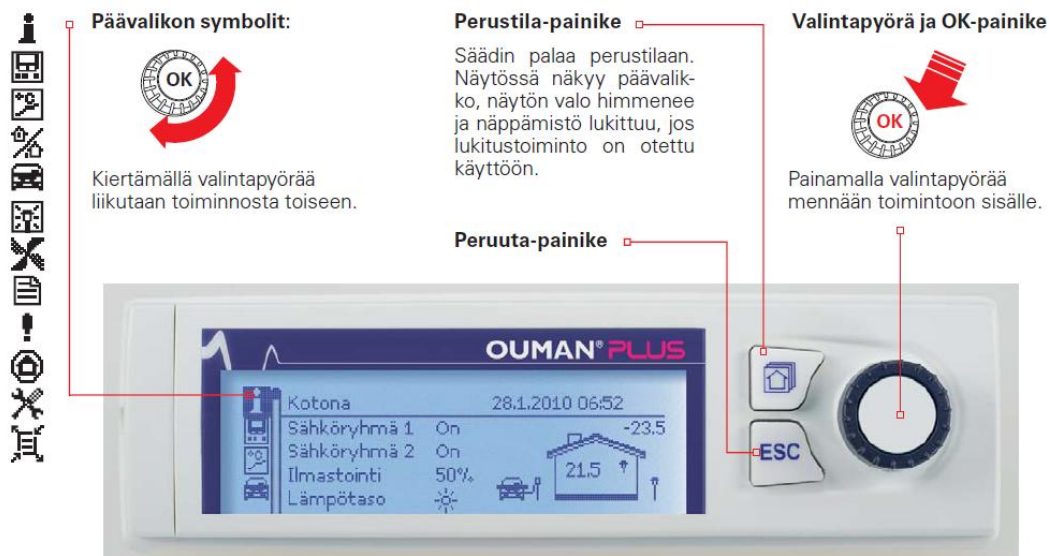 Päävalikon symbolit:
OK
Kiertämällä valintapyörää
liikutaan toiminnosta toiseen.
Perustila-painike
Säädin palaa perustilaan.
Näytössä näkyy päävalik-
ko, näytön valo himmenee
ja näppämistö lukittuu, jos
lukitustoiminto on otettu
käyttöön.
Peruuta-painike
Valintapyörä ja OK-painike
OK
Painamalla valintapyörää
mennään toimintoon sisälle.
OUMAN® PLUS
Kotona 28.1.2010 06:52
Sähköryhmä 1 On -23.5
Sähköryhmä 2 On
Ilmastointi 50% 21.5
Lämpötaso
ESC